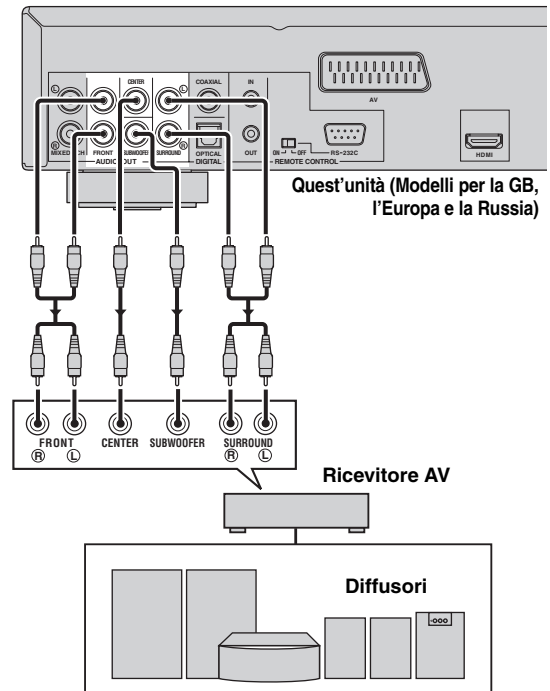 CENTER COAXIAL IN
L L
AV
R R
MIXED 2CH FRONT SUBWOOFER SURROUND OPTICAL OUT ON OFF RS-232C HDMI
AUDIO OUT DIGITAL REMOTE CONTROL
Quest'unità (Modelli per la GB,
l'Europa e la Russia)
FRONT CENTER SUBWOOFER SURROUND
R L R L
Ricevitore AV
Diffusori